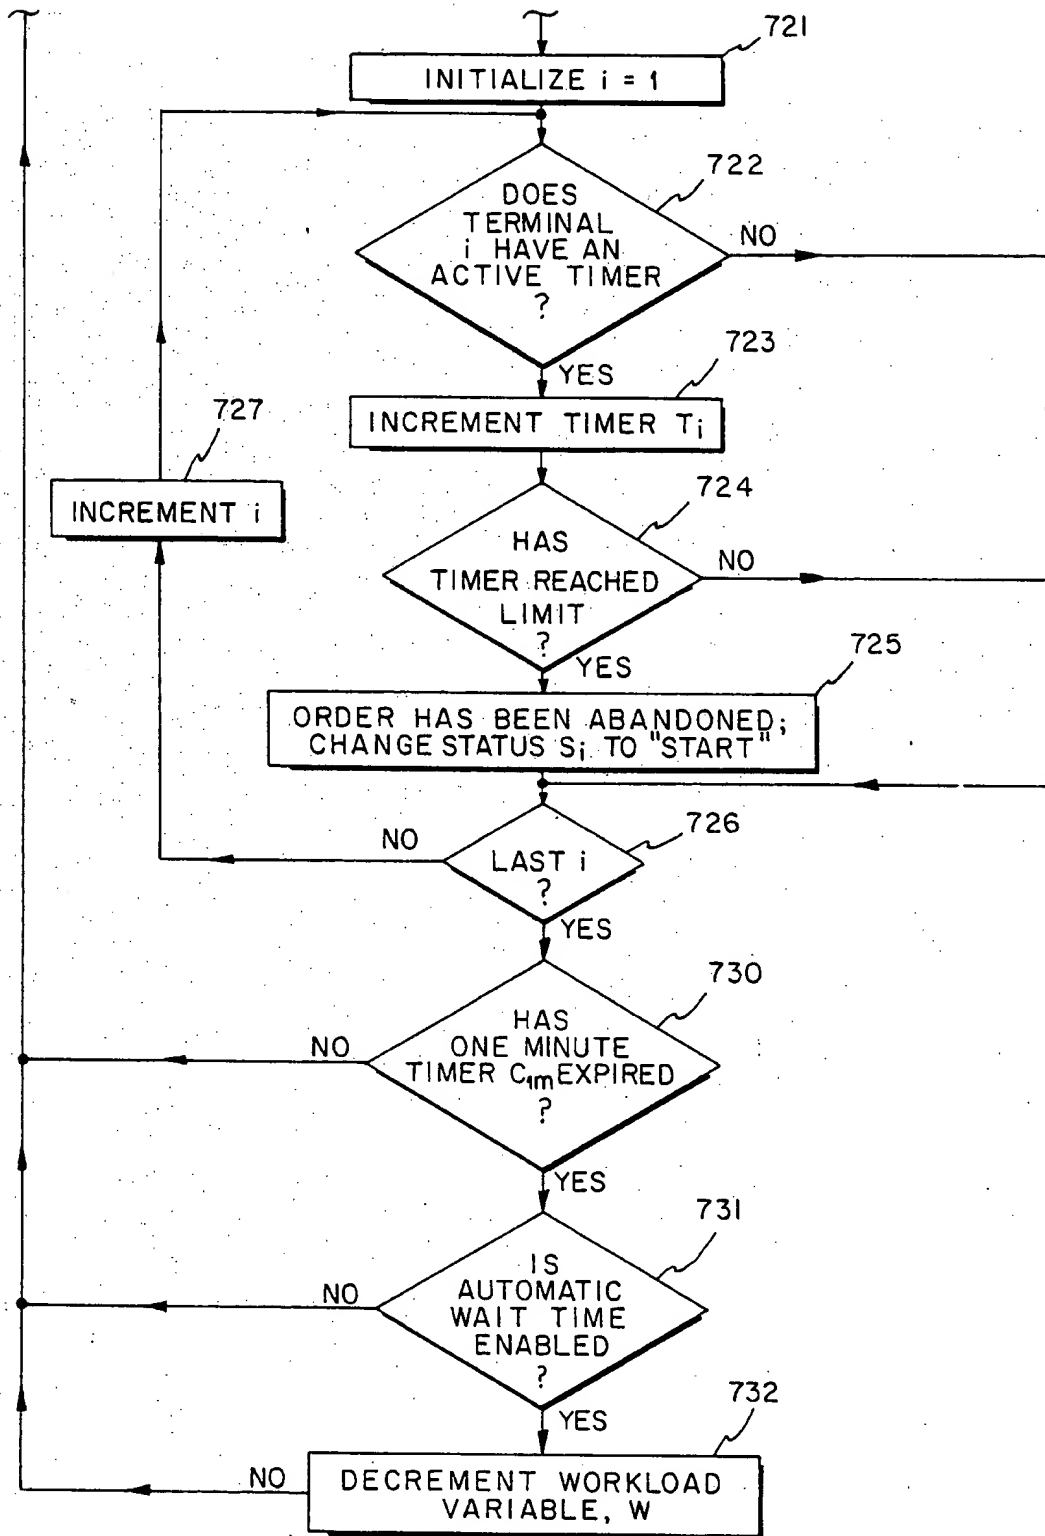 721
INITIALIZE i = 1
722
DOES
TERMINAL
i HAVE AN
ACTIVE TIMER
?
NO
YES
723
INCREMENT TIMER Ti
727
INCREMENT i
724
HAS
TIMER REACHED
LIMIT
?
NO
YES
725
ORDER HAS BEEN ABANDONED;
CHANGE STATUS Si TO "START"
726
NO
LAST i
?
YES
730
HAS
ONE MINUTE
TIMER C1m EXPIRED
?
NO
YES
731
IS
AUTOMATIC
WAIT TIME
ENABLED
?
NO
YES
732
NO
DECREMENT WORKLOAD
VARIABLE, W